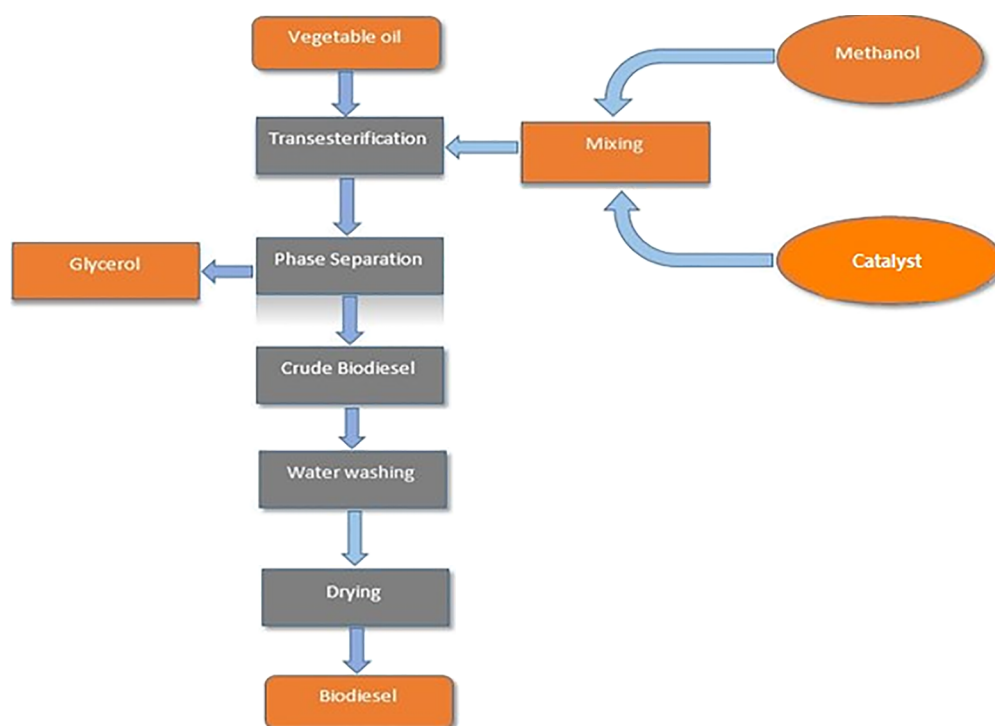 Vegetable oil
Methanol
Transesterification
Mixing
Phase Separation
Glycerol
Catalyst
Crude Biodiesel
Water washing
Drying
Biodiesel